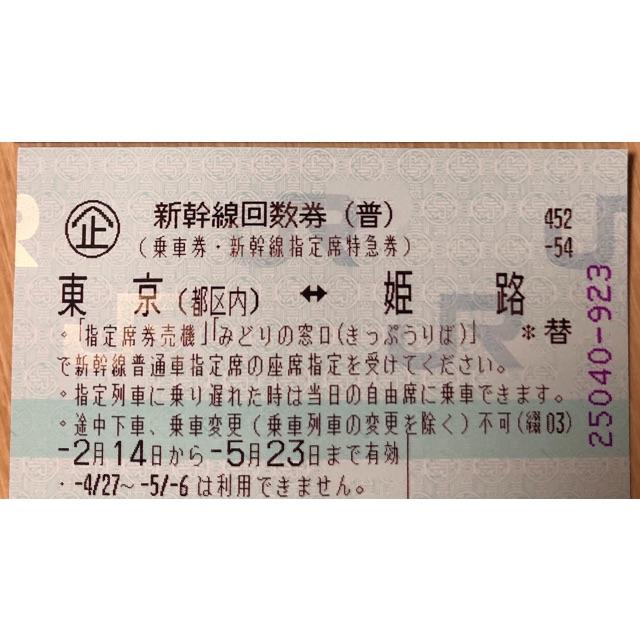 企 新幹線回数券(普) 452
(乗車券・新幹線指定席特急券) -54
東 京(都区内) ↔ 姫 路
・「指定席券売機」「みどりの窓口(きっぷうりば)」 *替
で新幹線普通車指定席の座席指定を受けてください。
・指定列車に乗り遅れた時は当日の自由席に乗車できます。
・途中下車、乗車変更(乗車列車の変更を除く)不可(綴03)
-2月14日から-5月23日まで有効
・-4/27~ -5/-6 は利用できません。
25040-923